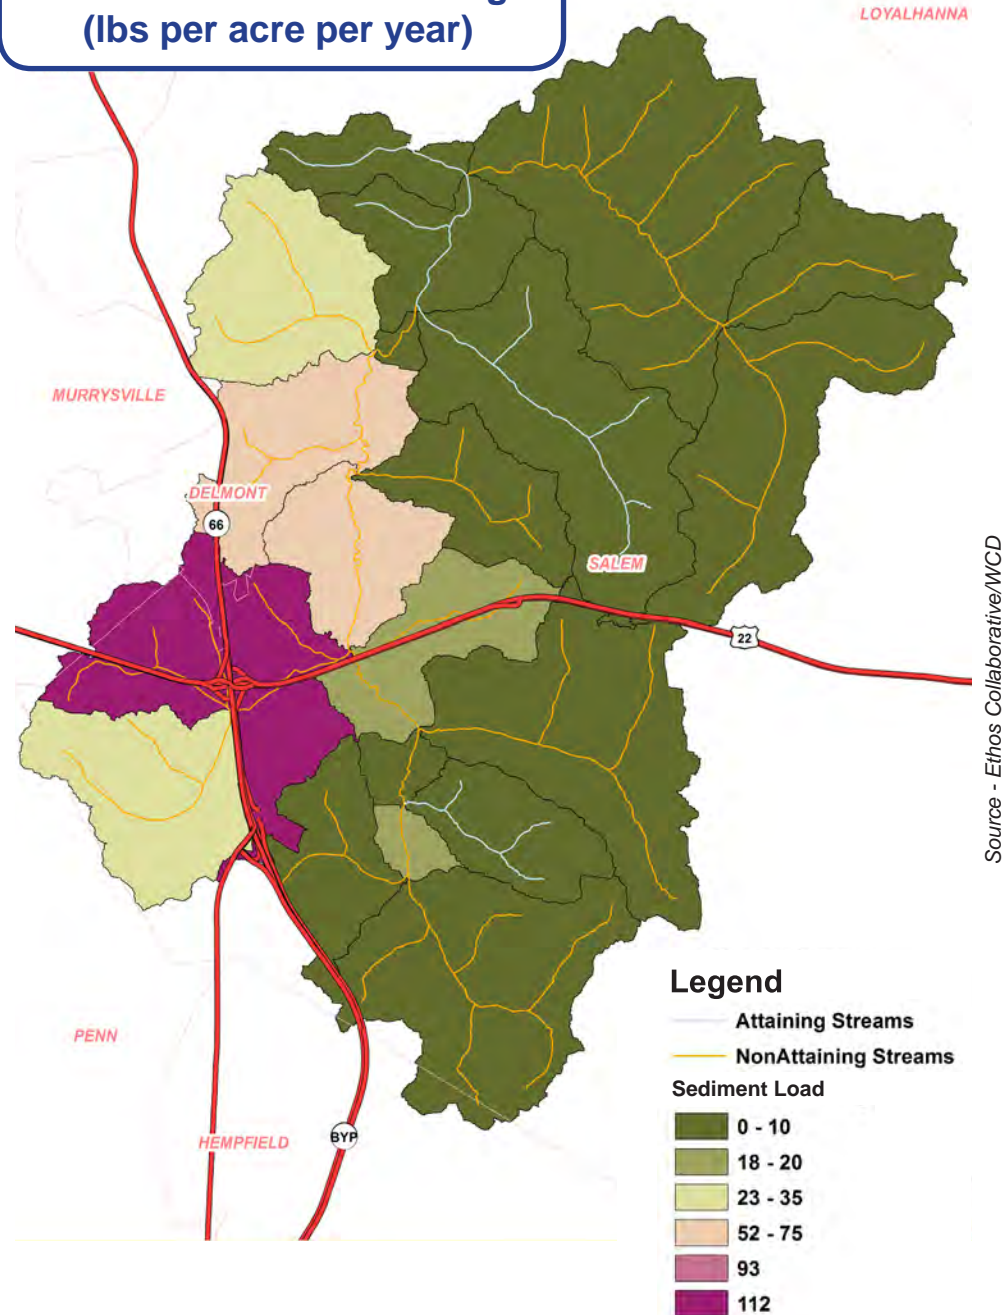 (lbs per acre per year)
LOYALHANNA
MURRYSVILLE
DELMONT
66
SALEM
22
Source - Ethos Collaborative/WCD
PENN
HEMPFIELD
BYP
Legend
Attaining Streams
NonAttaining Streams
Sediment Load
0 - 10
18 - 20
23 - 35
52 - 75
93
112